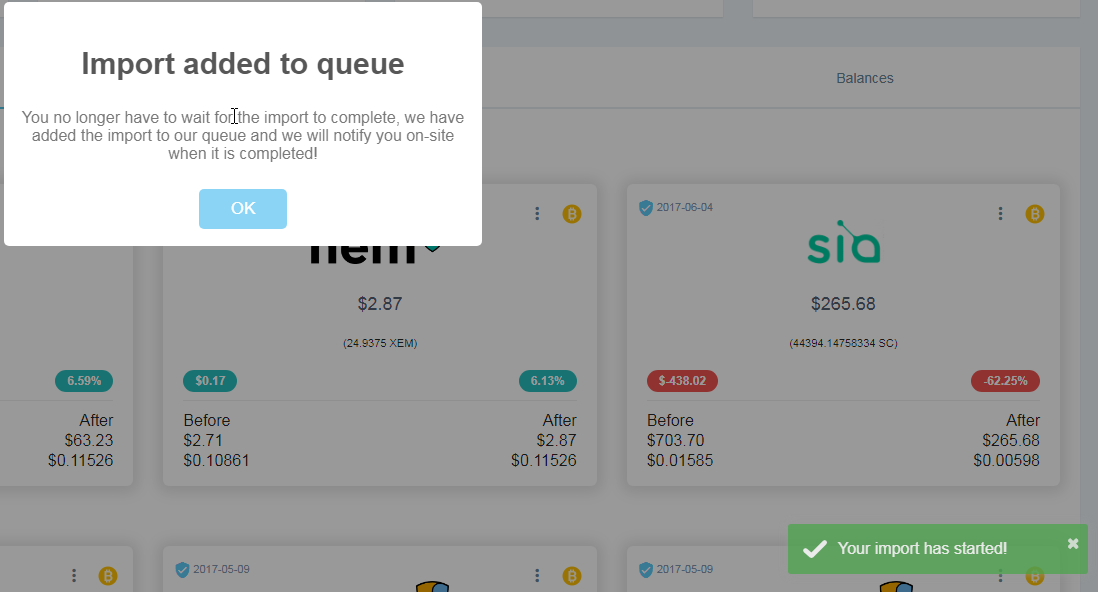 Import added to queue
You no longer have to wait for the import to complete, we have
added the import to our queue and we will notify you on-site
when it is completed!
OK
Balances
6.59%
After
$63.23
$0.11526
nem
$2.87
(24.9375 XEM)
$0.17
6.13%
Before
After
$2.71
$2.87
$0.10861
$0.11526
2017-06-04
sia
$265.68
(44394.14758334 SC)
$-438.02
-62.25%
Before
After
$703.70
$265.68
$0.01585
$0.00598
2017-05-09
2017-05-09
Your import has started!